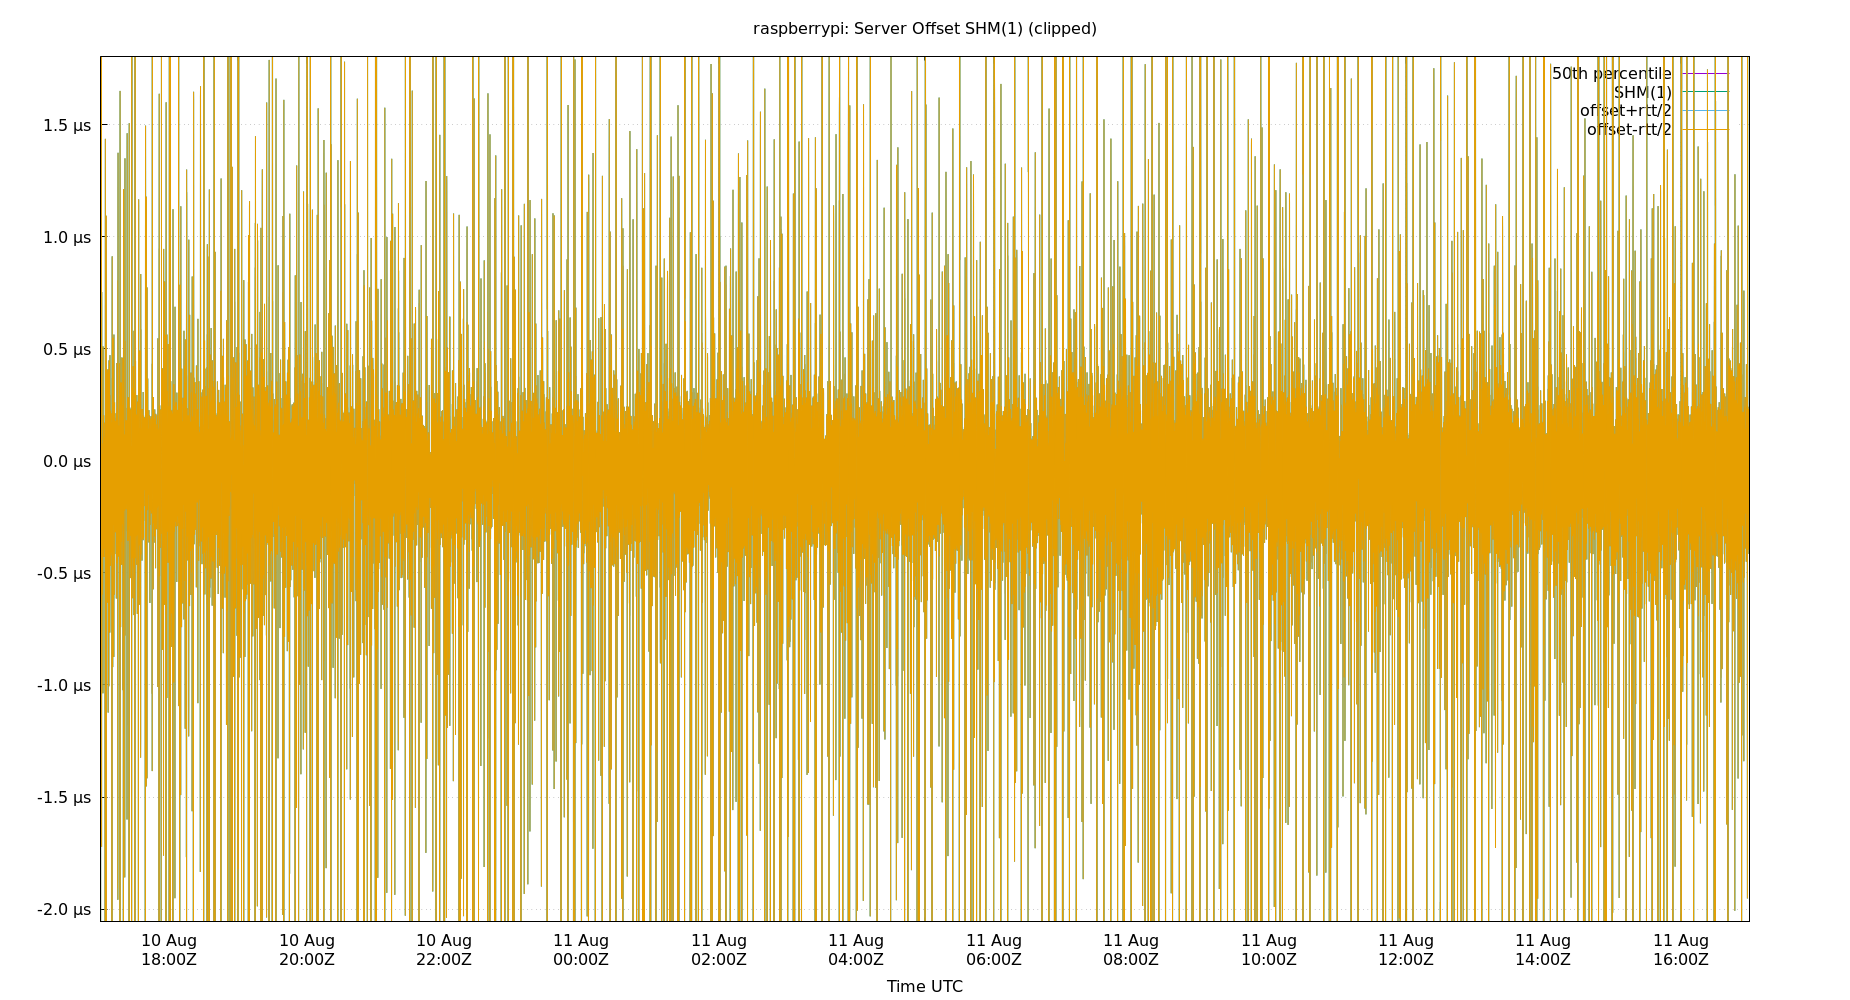 raspberrypi: Server Offset SHM(1) (clipped)
50th percentile
SHM(1)
offset+rtt/2
offset-rtt/2
1.5 µs
1.0 µs
0.5 µs
0.0 µs
-0.5 µs
-1.0 µs
-1.5 µs
-2.0 µs
10 Aug 10 Aug 10 Aug 11 Aug 11 Aug 11 Aug 11 Aug 11 Aug 11 Aug 11 Aug 11 Aug 11 Aug
18:00Z 20:00Z 22:00Z 00:00Z 02:00Z 04:00Z 06:00Z 08:00Z 10:00Z 12:00Z 14:00Z 16:00Z
Time UTC